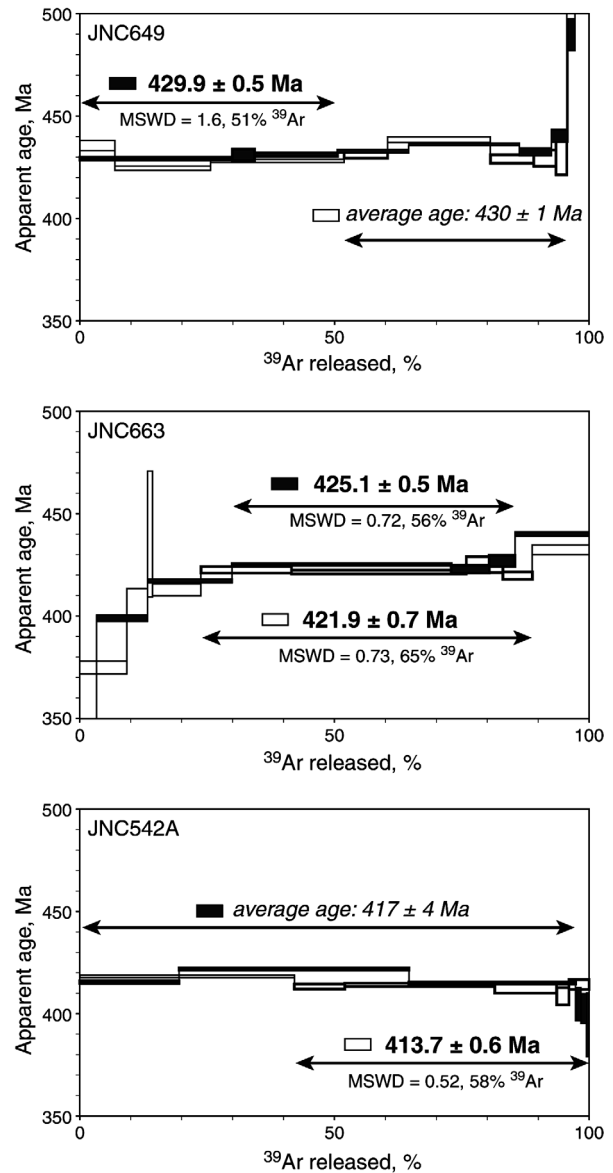 JNC649
500
450
400
350
Apparent age, Ma
429.9 ± 0.5 Ma
MSWD = 1.6, 51% ³⁹Ar
average age: 430 ± 1 Ma
0
50
100
³⁹Ar released, %
JNC663
500
450
400
350
Apparent age, Ma
425.1 ± 0.5 Ma
MSWD = 0.72, 56% ³⁹Ar
421.9 ± 0.7 Ma
MSWD = 0.73, 65% ³⁹Ar
0
50
100
³⁹Ar released, %
JNC542A
500
450
400
350
Apparent age, Ma
average age: 417 ± 4 Ma
413.7 ± 0.6 Ma
MSWD = 0.52, 58% ³⁹Ar
0
50
100
³⁹Ar released, %